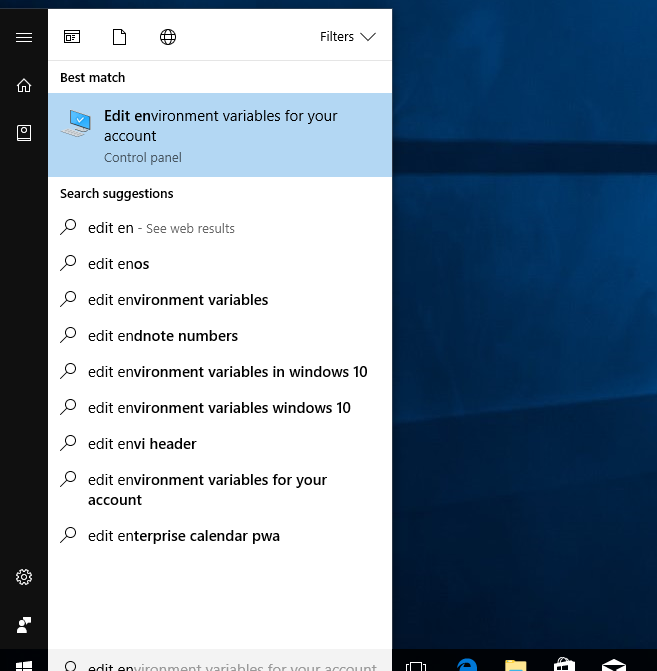 Filters
Best match
Edit environment variables for your
account
Control panel
Search suggestions
edit en - See web results
edit enos
edit environment variables
edit endnote numbers
edit environment variables in windows 10
edit environment variables windows 10
edit envi header
edit environment variables for your
account
edit enterprise calendar pwa
edit environment variables for your account